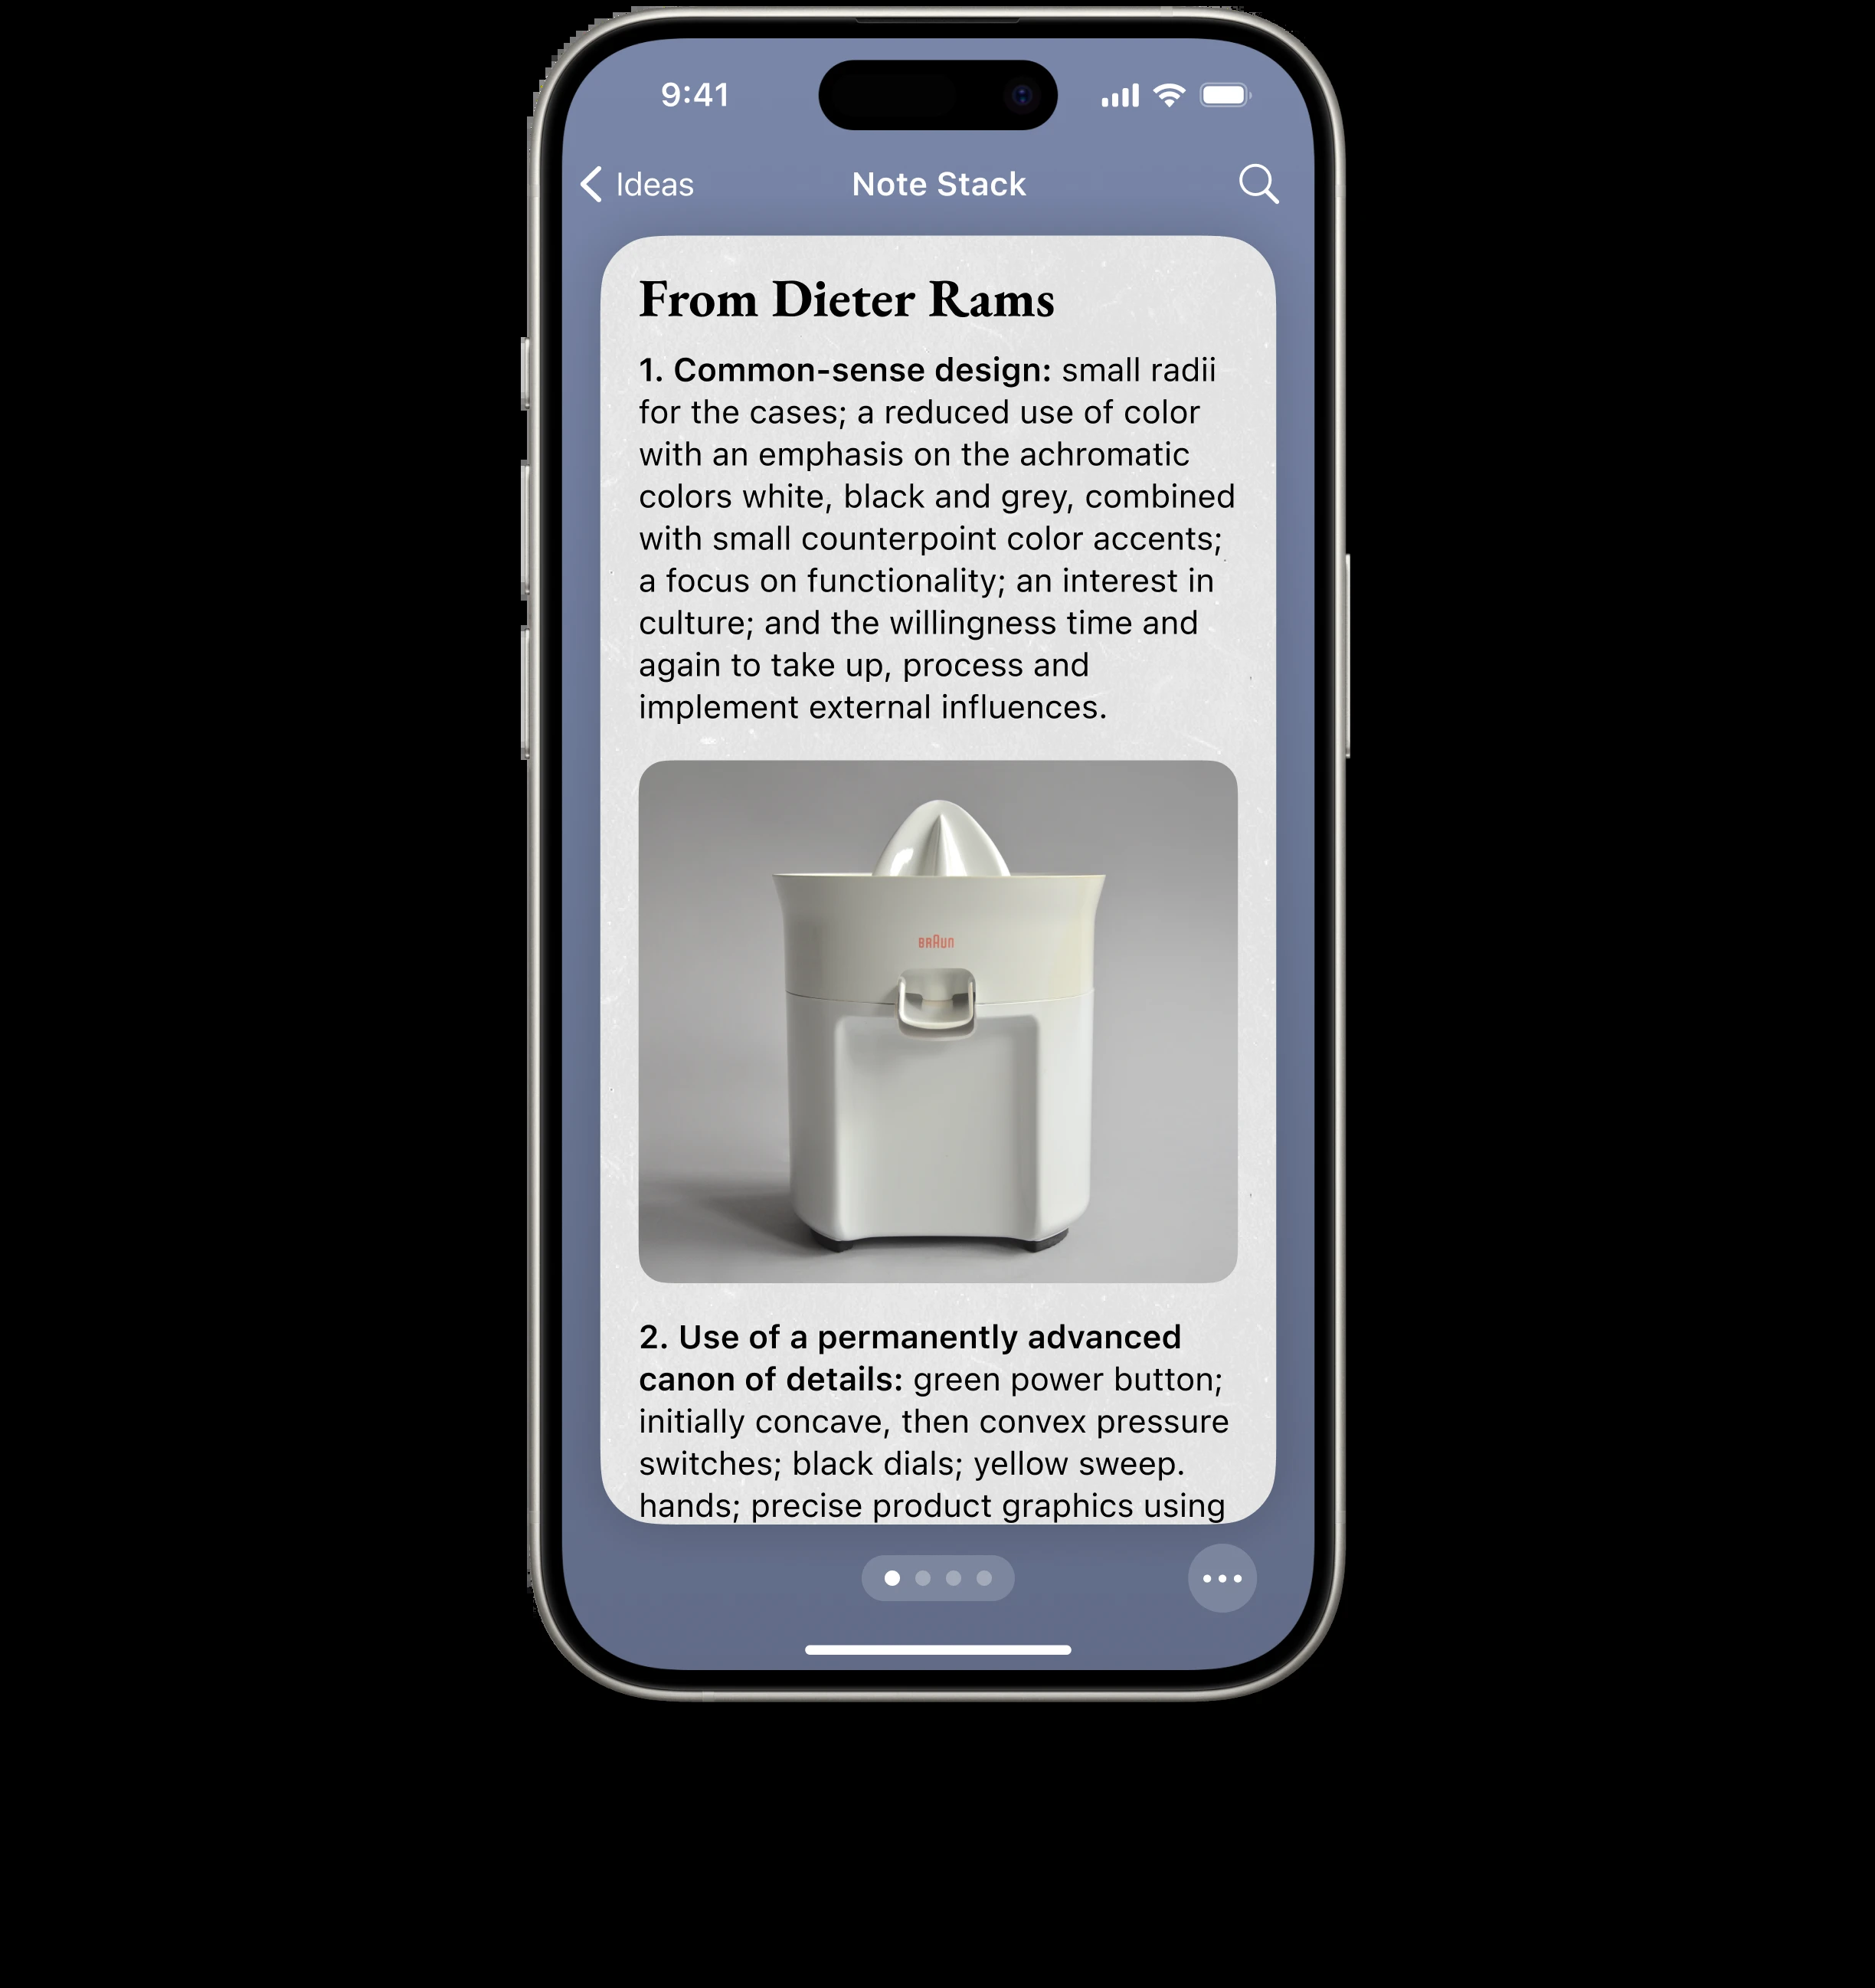 9:41
Ideas
Note Stack
From Dieter Rams
1. Common-sense design: small radii
for the cases; a reduced use of color
with an emphasis on the achromatic
colors white, black and grey, combined
with small counterpoint color accents;
a focus on functionality; an interest in
culture; and the willingness time and
again to take up, process and
implement external influences.
BRAUN
2. Use of a permanently advanced
canon of details: green power button;
initially concave, then convex pressure
switches; black dials; yellow sweep.
hands; precise product graphics using